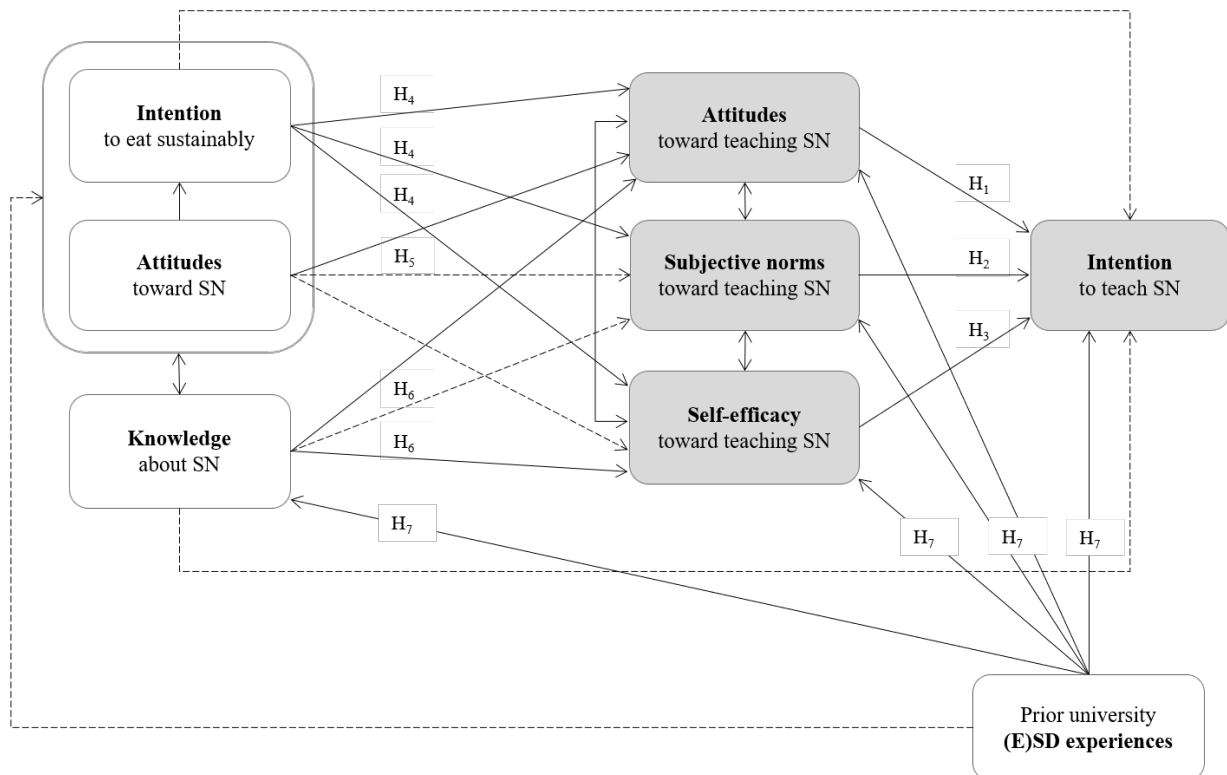 Intention
to eat sustainably
Attitudes
toward SN
Knowledge
about SN
H₄
H₄
H₄
H₅
H₆
H₆
H₇
Attitudes
toward teaching SN
Subjective norms
toward teaching SN
Self-efficacy
toward teaching SN
H₁
H₂
H₃
Intention
to teach SN
H₇
H₇
H₇
Prior university
(E)SD experiences